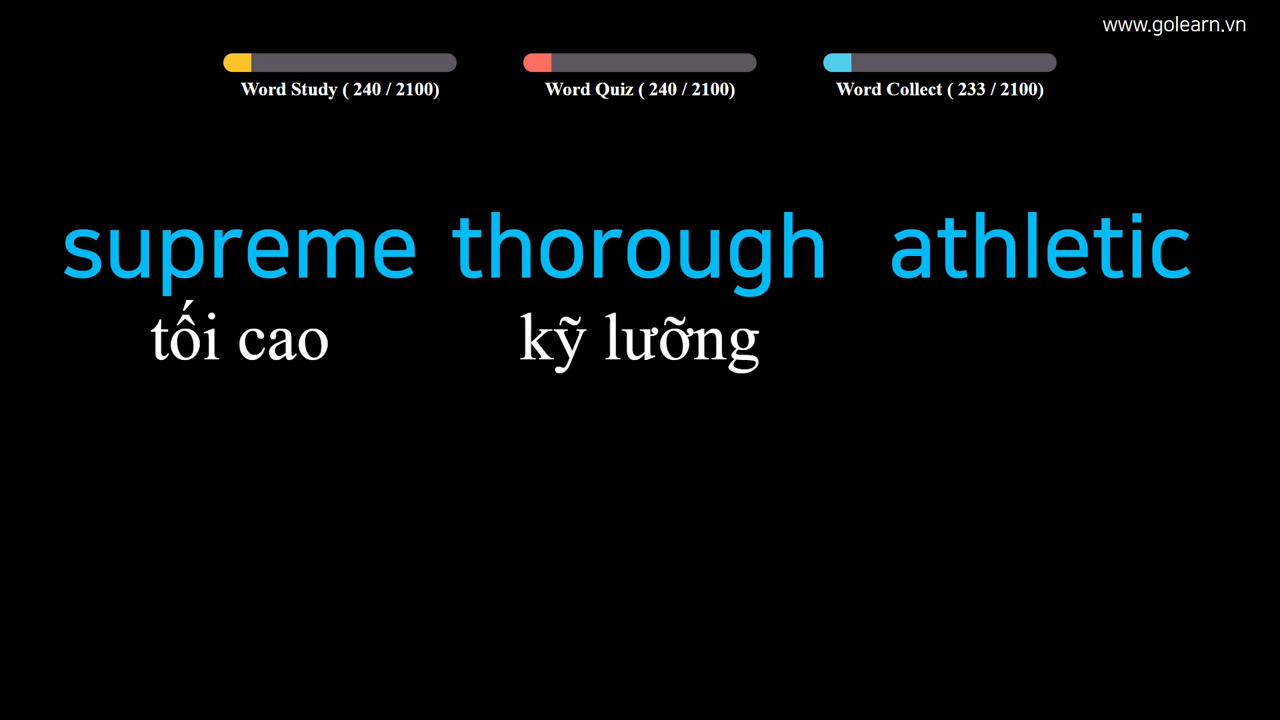 www.golearn.vn
Word Study ( 240 / 2100)
Word Quiz ( 240 / 2100)
Word Collect ( 233 / 2100)
supreme thorough athletic
tối cao kỹ lưỡng